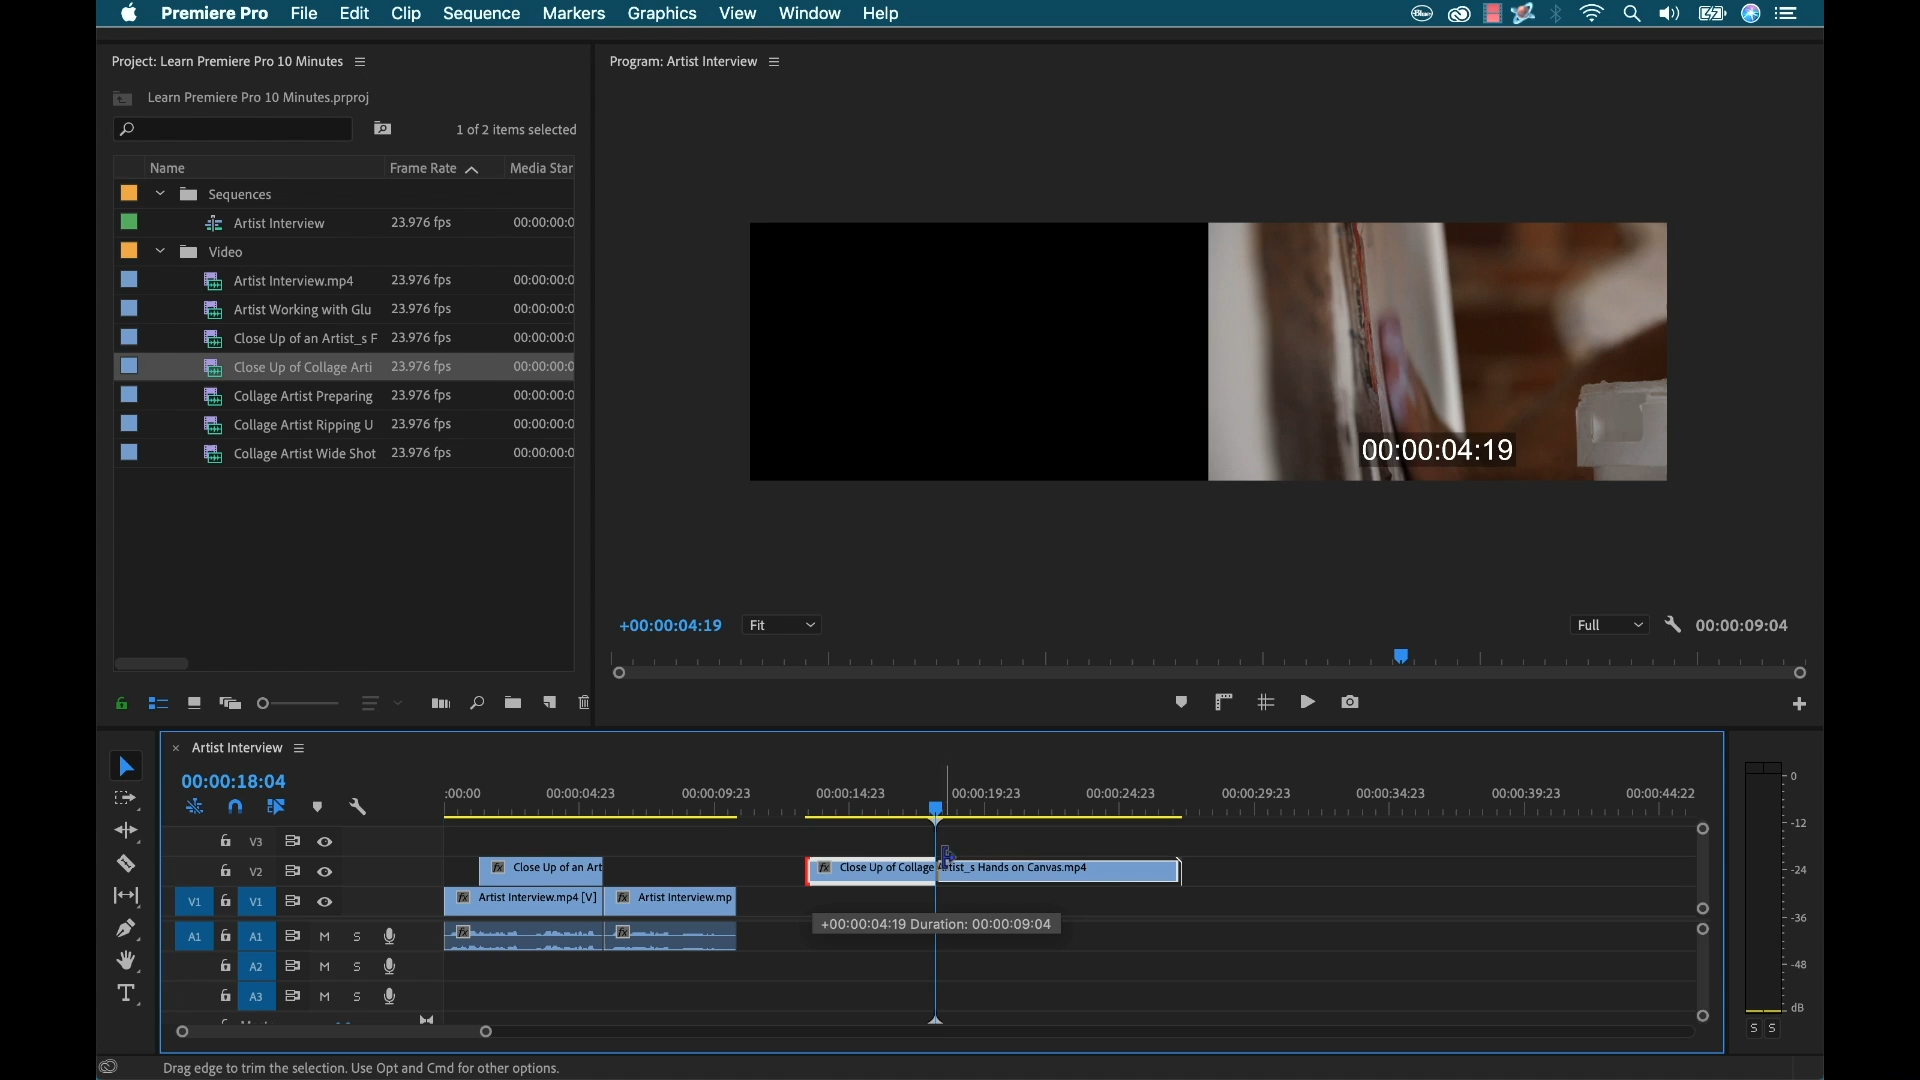 Premiere Pro File Edit Clip Sequence Markers Graphics View Window Help
Project: Learn Premiere Pro 10 Minutes
Program: Artist Interview
Learn Premiere Pro 10 Minutes.prproj
1 of 2 items selected
Name Frame Rate Media Star
Sequences
Artist Interview 23.976 fps 00:00:00:0
Video
Artist Interview.mp4 23.976 fps 00:00:00:0
Artist Working with Glu 23.976 fps 00:00:00:0
Close Up of an Artist_s F 23.976 fps 00:00:00:0
Close Up of Collage Arti 23.976 fps 00:00:00:0
Collage Artist Preparing 23.976 fps 00:00:00:0
Collage Artist Ripping U 23.976 fps 00:00:00:0
Collage Artist Wide Shot 23.976 fps 00:00:00:0
00:00:04:19
+00:00:04:19 Fit Full 00:00:09:04
Artist Interview
00:00:18:04
:00:00 00:00:04:23 00:00:09:23 00:00:14:23 00:00:19:23 00:00:24:23 00:00:29:23 00:00:34:23 00:00:39:23 00:00:44:22
V3
V2 fx Close Up of an Art fx Close Up of Collage Artist_s Hands on Canvas.mp4
V1 V1 fx Artist Interview.mp4 [V] fx Artist Interview.mp
+00:00:04:19 Duration: 00:00:09:04
A1 A1 M S fx fx
A2 M S
A3 M S
0
-12
-24
-36
-48
dB
S S
Drag edge to trim the selection. Use Opt and Cmd for other options.